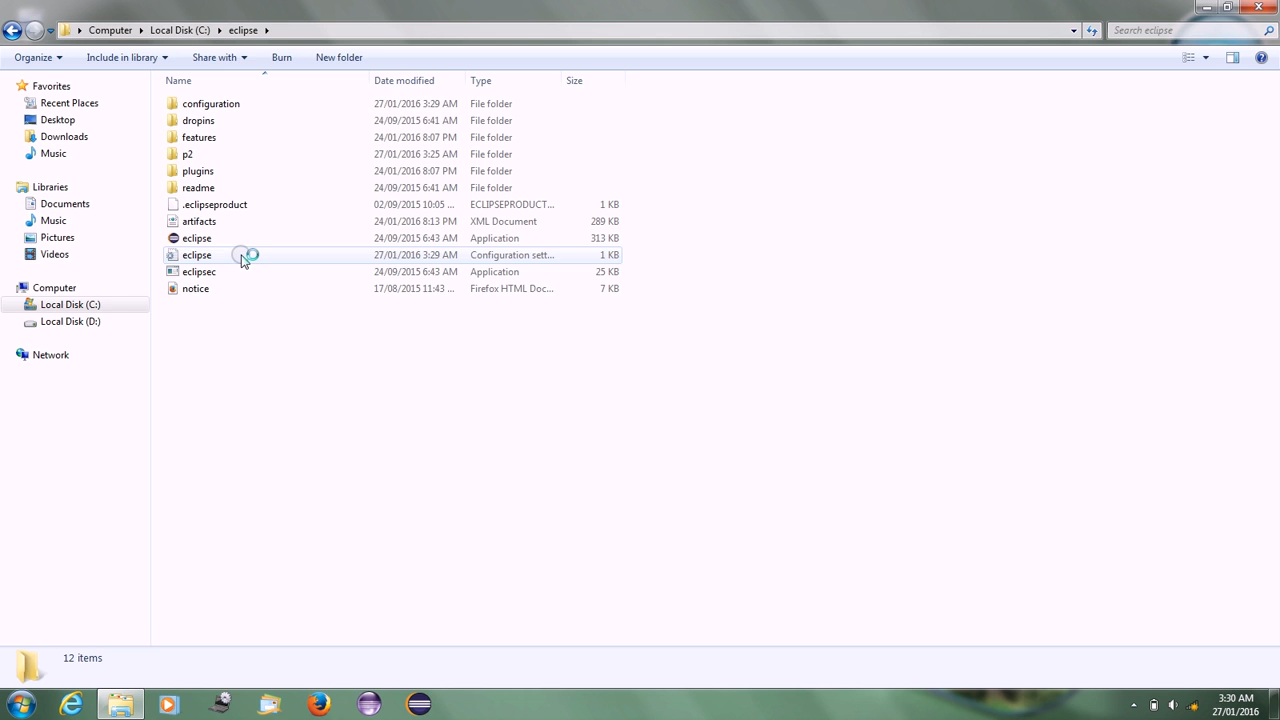 Computer Local Disk (C:) eclipse Search eclipse
Organize Include in library Share with Burn New folder
Name Date modified Type Size
Favorites
Recent Places
Desktop
Downloads
Music
Libraries
Documents
Music
Pictures
Videos
Computer
Local Disk (C:)
Local Disk (D:)
Network
configuration 27/01/2016 3:29 AM File folder
dropins 24/09/2015 6:41 AM File folder
features 24/01/2016 8:07 PM File folder
p2 27/01/2016 3:25 AM File folder
plugins 24/01/2016 8:07 PM File folder
readme 24/09/2015 6:41 AM File folder
.eclipseproduct 02/09/2015 10:05 ... ECLIPSEPRODUCT... 1 KB
artifacts 24/01/2016 8:13 PM XML Document 289 KB
eclipse 24/09/2015 6:43 AM Application 313 KB
eclipse 27/01/2016 3:29 AM Configuration sett... 1 KB
eclipsec 24/09/2015 6:43 AM Application 25 KB
notice 17/08/2015 11:43 ... Firefox HTML Doc... 7 KB
12 items
3:30 AM
27/01/2016